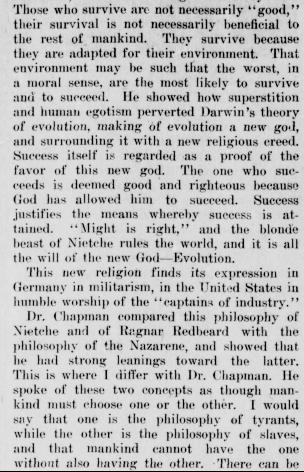 Those who survive are not necessarily "good,"
their survival is not necessarily beneficial to
the rest of mankind. They survive because
they are adapted for their environment. That
environment may be such that the worst, in
a moral sense, are the most likely to survive
and to succeed. He showed how superstition
and human egotism perverted Darwin's theory
of evolution, making of evolution a new god,
and surrounding it with a new religious creed.
Success itself is regarded as a proof of the
favor of this new god. The one who suc-
ceeds is deemed good and righteous because
God has allowed him to succeed. Success
justifies the means whereby success is at-
tained. "Might is right," and the blonde
beast of Nietche rules the world, and it is all
the will of the new God—Evolution.
This new religion finds its expression in
Germany in militarism, in the United States in
humble worship of the "captains of industry."
Dr. Chapman compared this philosophy of
Nietche and of Ragnar Redbeard with the
philosophy of the Nazarene, and showed that
he had strong leanings toward the latter.
This is where I differ with Dr. Chapman. He
spoke of these two concepts as though man-
kind must choose one or the other. I would
say that one is the philosophy of tyrants,
while the other is the philosophy of slaves,
and that mankind cannot have the one
without also having the other. There can be